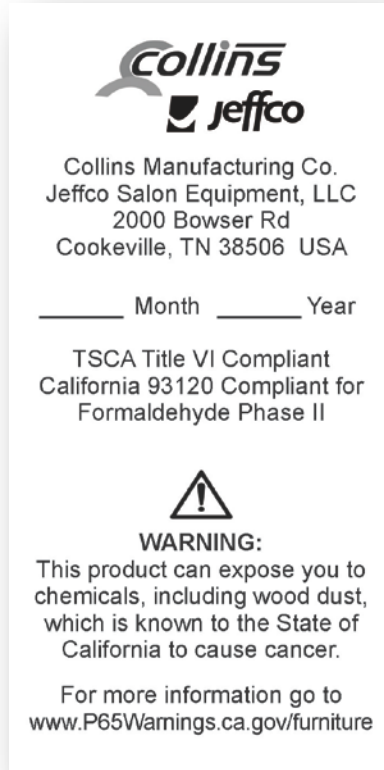 collins
jeffco
Collins Manufacturing Co.
Jeffco Salon Equipment, LLC
2000 Bowser Rd
Cookeville, TN 38506 USA
______ Month ______ Year
TSCA Title VI Compliant
California 93120 Compliant for
Formaldehyde Phase II
WARNING:
This product can expose you to
chemicals, including wood dust,
which is known to the State of
California to cause cancer.
For more information go to
www.P65Warnings.ca.gov/furniture